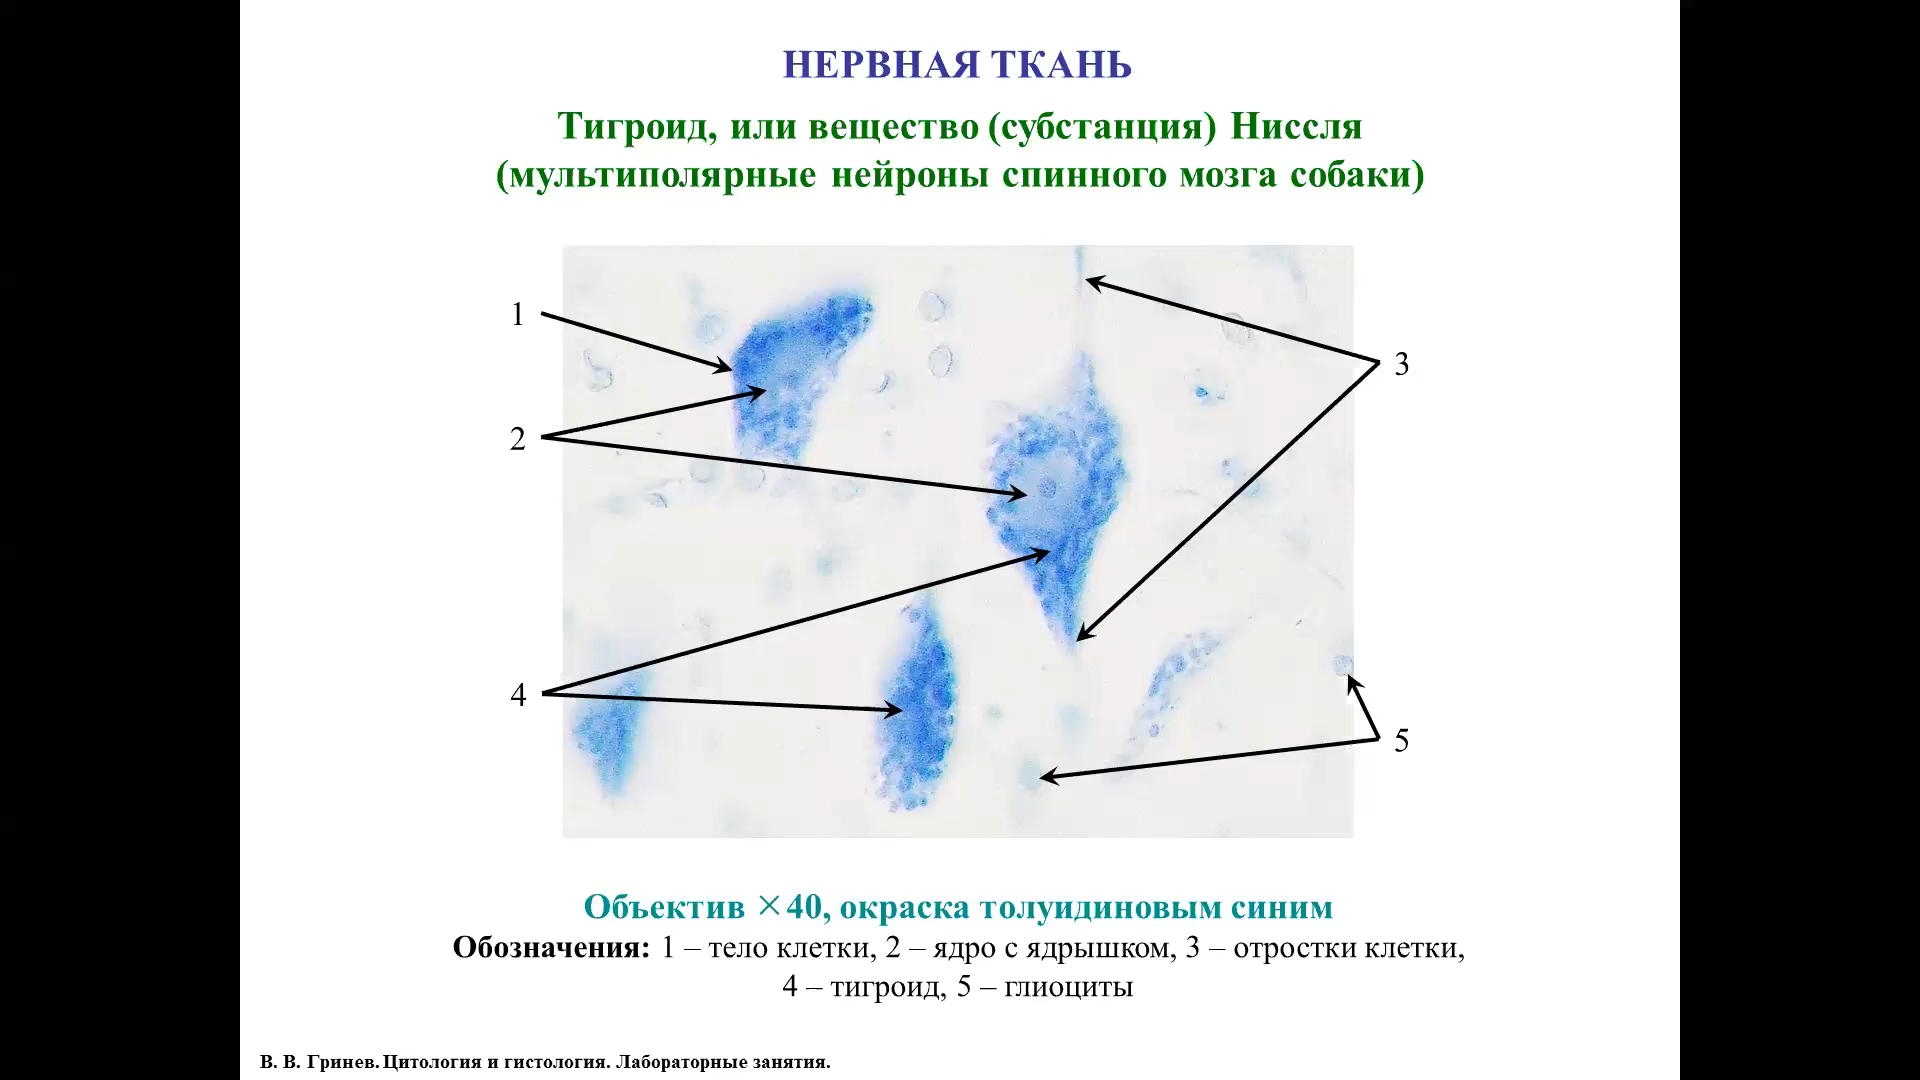 НЕРВНАЯ ТКАНЬ
Тигроид, или вещество (субстанция) Ниссля
(мультиполярные нейроны спинного мозга собаки)
1
3
2
4
5
Объектив ×40, окраска толуидиновым синим
Обозначения: 1 – тело клетки, 2 – ядро с ядрышком, 3 – отростки клетки,
4 – тигроид, 5 – глиоциты
В. В. Гринев. Цитология и гистология. Лабораторные занятия.